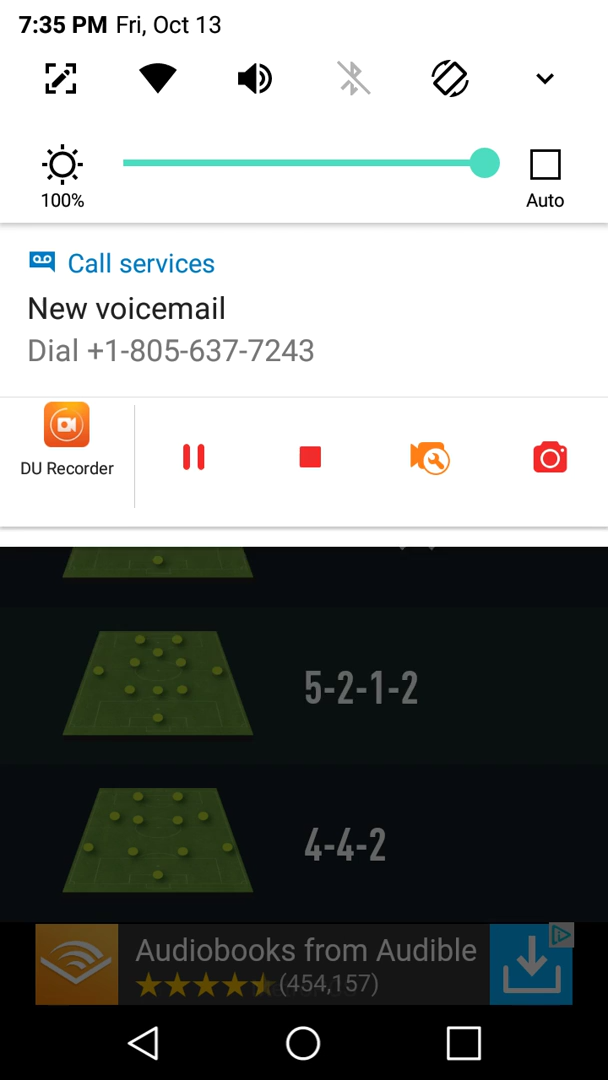 7:35 PM Fri, Oct 13
100%
Auto
Call services
New voicemail
Dial +1-805-637-7243
DU Recorder
5-2-1-2
4-4-2
Audiobooks from Audible
(454,157)